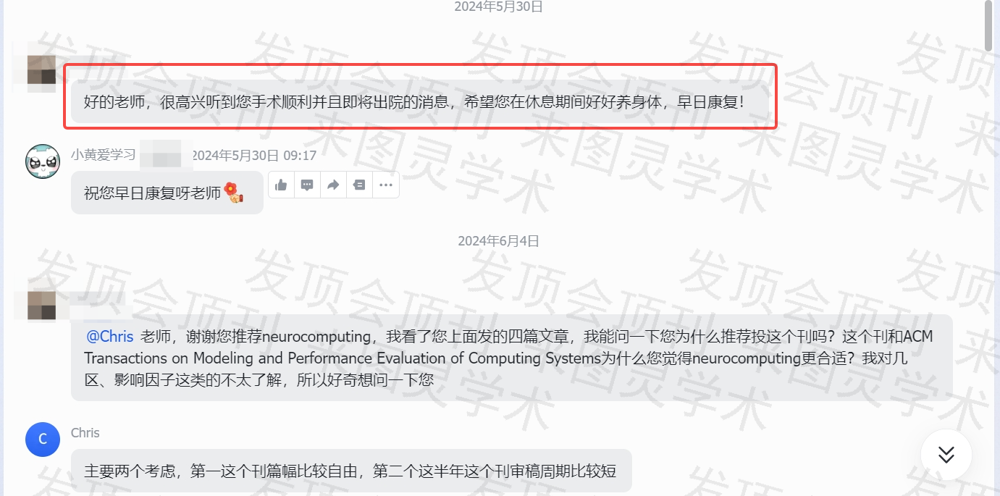 2024年5月30日
好的老师，很高兴听到您手术顺利并且即将出院的消息，希望您在休息期间好好养身体，早日康复！
小黄爱学习
2024年5月30日 09:17
祝您早日康复呀老师
2024年6月4日
@Chris 老师，谢谢您推荐neurocomputing，我看了您上面发的四篇文章，我能问一下您为什么推荐投这个刊吗？这个刊和ACM
Transactions on Modeling and Performance Evaluation of Computing Systems为什么您觉得neurocomputing更合适？我对几
区、影响因子这类的不太了解，所以好奇想问一下您
C
Chris
主要两个考虑，第一这个刊篇幅比较自由，第二个这半年这个刊审稿周期比较短
发顶会顶刊
来图灵学术